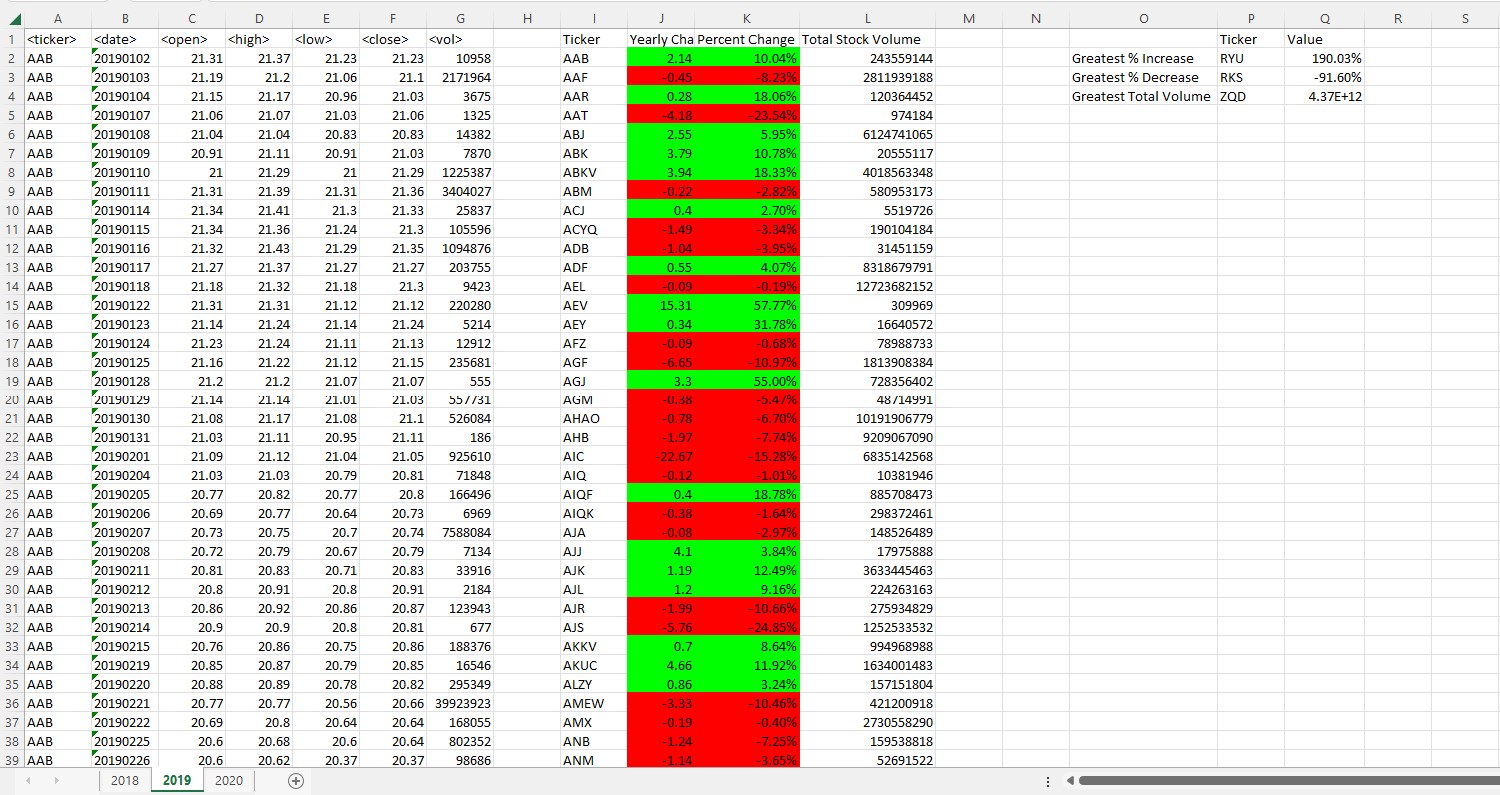 A B C D E F G H I J K L M N O P Q R S
1 <ticker> <date> <open> <high> <low> <close> <vol> Ticker Yearly Cha Percent Change Total Stock Volume Ticker Value
2 AAB 20190102 21.31 21.37 21.23 21.23 10958 AAB 2.14 10.04% 243559144 Greatest % Increase RYU 190.03%
3 AAB 20190103 21.19 21.2 21.06 21.1 2171964 AAF -0.45 -8.23% 2811939188 Greatest % Decrease RKS -91.60%
4 AAB 20190104 21.15 21.17 20.96 21.03 3675 AAR 0.28 18.06% 120364452 Greatest Total Volume ZQD 4.37E+12
5 AAB 20190107 21.06 21.07 21.03 21.06 1325 AAT -4.18 -23.54% 974184
6 AAB 20190108 21.04 21.04 20.83 20.83 14382 ABJ 2.55 5.95% 6124741065
7 AAB 20190109 20.91 21.11 20.91 21.03 7870 ABK 3.79 10.78% 20555117
8 AAB 20190110 21 21.29 21 21.29 1225387 ABKV 3.94 18.33% 4018563348
9 AAB 20190111 21.31 21.39 21.31 21.36 3404027 ABM -0.22 -2.82% 580953173
10 AAB 20190114 21.34 21.41 21.3 21.33 25837 ACJ 0.4 2.70% 5519726
11 AAB 20190115 21.34 21.36 21.24 21.3 105596 ACYQ -1.49 -3.34% 190104184
12 AAB 20190116 21.32 21.43 21.29 21.35 1094876 ADB -1.04 -3.95% 31451159
13 AAB 20190117 21.27 21.37 21.27 21.27 203755 ADF 0.55 4.07% 8318679791
14 AAB 20190118 21.18 21.32 21.18 21.3 9423 AEL -0.09 -0.19% 12723682152
15 AAB 20190122 21.31 21.31 21.12 21.12 220280 AEV 15.31 57.77% 309969
16 AAB 20190123 21.14 21.24 21.14 21.24 5214 AEY 0.34 31.78% 16640572
17 AAB 20190124 21.23 21.24 21.11 21.13 12912 AFZ -0.09 -0.68% 78988733
18 AAB 20190125 21.16 21.22 21.12 21.15 235681 AGF -6.65 -10.97% 1813908384
19 AAB 20190128 21.2 21.2 21.07 21.07 555 AGJ 3.3 55.00% 728356402
20 AAB 20190129 21.14 21.14 21.01 21.03 557731 AGM -0.38 -5.47% 48714991
21 AAB 20190130 21.08 21.17 21.08 21.1 526084 AHAO -0.78 -6.70% 10191906779
22 AAB 20190131 21.03 21.11 20.95 21.11 186 AHB -1.97 -7.74% 9209067090
23 AAB 20190201 21.09 21.12 21.04 21.05 925610 AIC -22.67 -15.28% 6835142568
24 AAB 20190204 21.03 21.03 20.79 20.81 71848 AIQ -0.12 -1.01% 10381946
25 AAB 20190205 20.77 20.82 20.77 20.8 166496 AIQF 0.4 18.78% 885708473
26 AAB 20190206 20.69 20.77 20.64 20.73 6969 AIQK -0.38 -1.64% 298372461
27 AAB 20190207 20.73 20.75 20.7 20.74 7588084 AJA -0.08 -2.97% 148526489
28 AAB 20190208 20.72 20.79 20.67 20.79 7134 AJJ 4.1 3.84% 17975888
29 AAB 20190211 20.81 20.83 20.71 20.83 33916 AJK 1.19 12.49% 3633445463
30 AAB 20190212 20.8 20.91 20.8 20.91 2184 AJL 1.2 9.16% 224263163
31 AAB 20190213 20.86 20.92 20.86 20.87 123943 AJR -1.99 -10.66% 275934829
32 AAB 20190214 20.9 20.9 20.8 20.81 677 AJS -5.76 -24.85% 1252533532
33 AAB 20190215 20.76 20.86 20.75 20.86 188376 AKKV 0.7 8.64% 994968988
34 AAB 20190219 20.85 20.87 20.79 20.85 16546 AKUC 4.66 11.92% 1634001483
35 AAB 20190220 20.88 20.89 20.78 20.82 295349 ALZY 0.86 3.24% 157151804
36 AAB 20190221 20.77 20.77 20.56 20.66 39923923 AMEW -3.33 -10.46% 421200918
37 AAB 20190222 20.69 20.8 20.64 20.64 168055 AMX -0.19 -0.40% 2730558290
38 AAB 20190225 20.6 20.68 20.6 20.64 802352 ANB -1.24 -7.25% 159538818
39 AAB 20190226 20.6 20.62 20.37 20.37 98686 ANM -1.14 -3.65% 52691522
2018 2019 2020